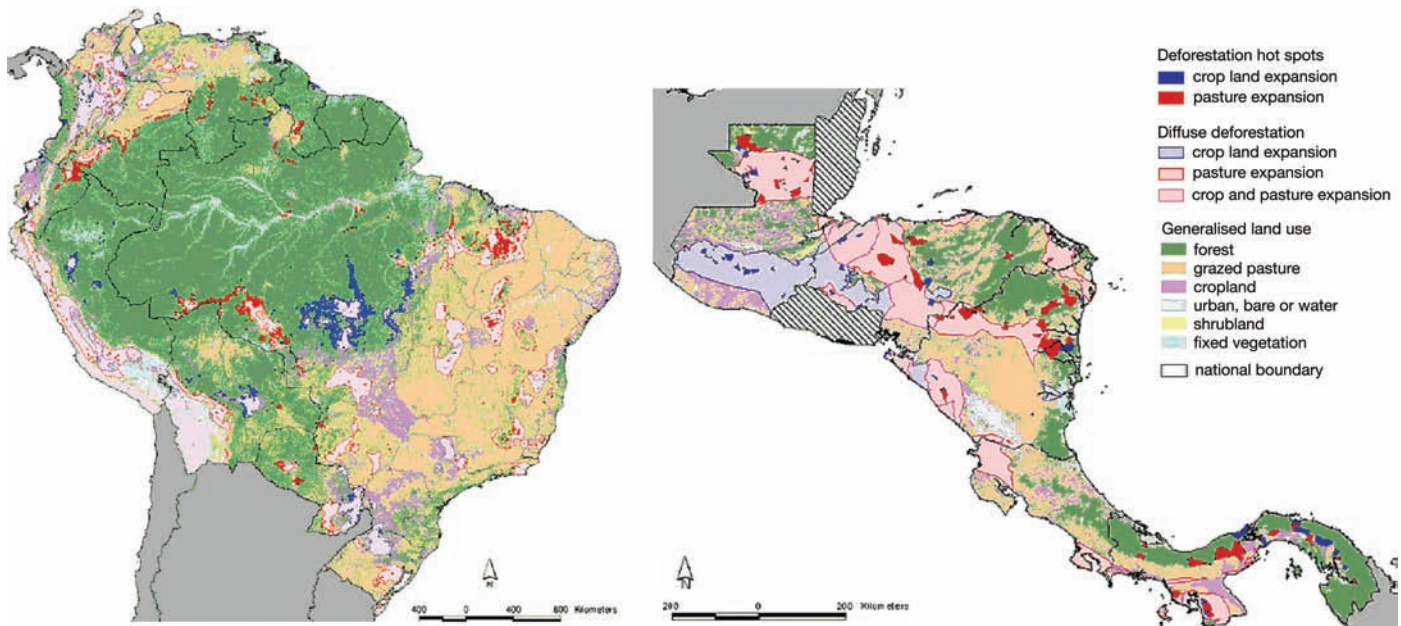 Deforestation hot spots
crop land expansion
pasture expansion
Diffuse deforestation
crop land expansion
pasture expansion
crop and pasture expansion
Generalised land use
forest
grazed pasture
cropland
urban, bare or water
shrubland
fixed vegetation
national boundary
N
400 0 400 800 Kilometers
N
200 0 200 Kilometers